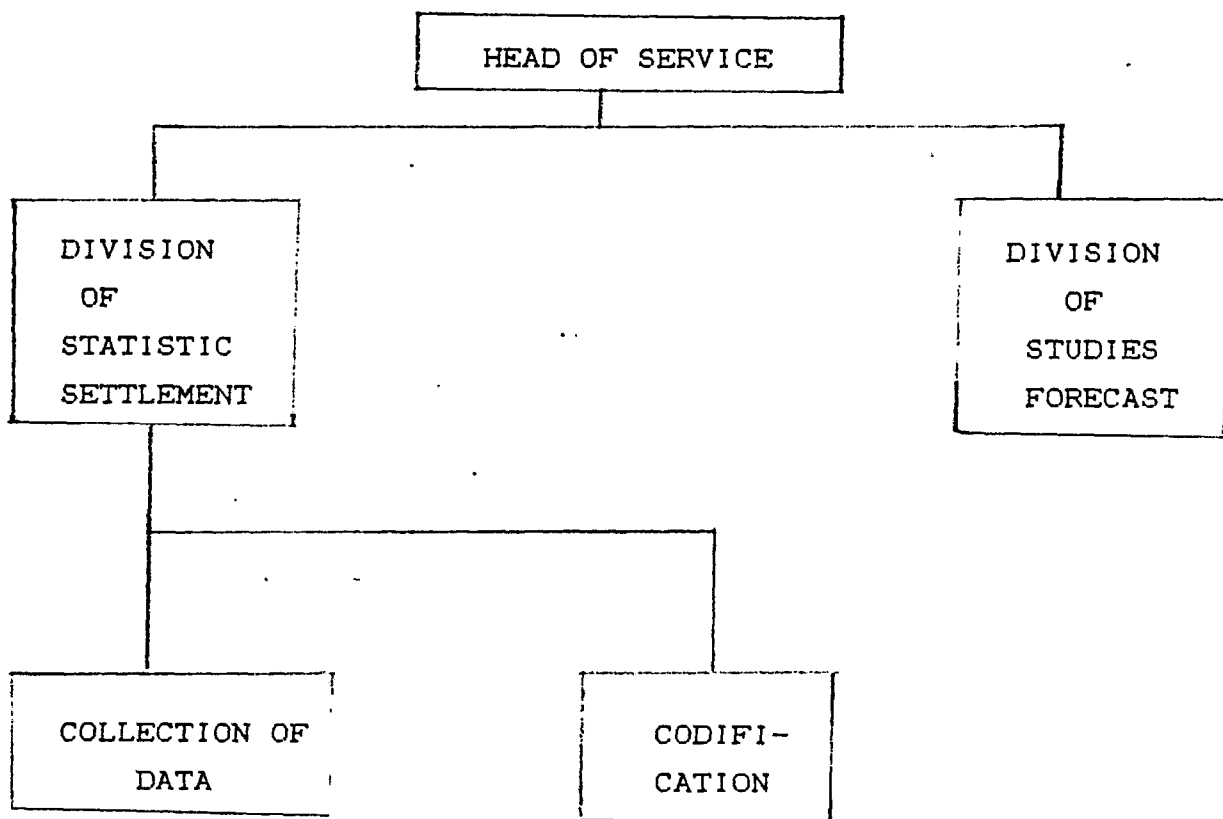 HEAD OF SERVICE
DIVISION
OF
STATISTIC
SETTLEMENT
DIVISION
OF
STUDIES
FORECAST
COLLECTION OF
DATA
CODIFI-
CATION